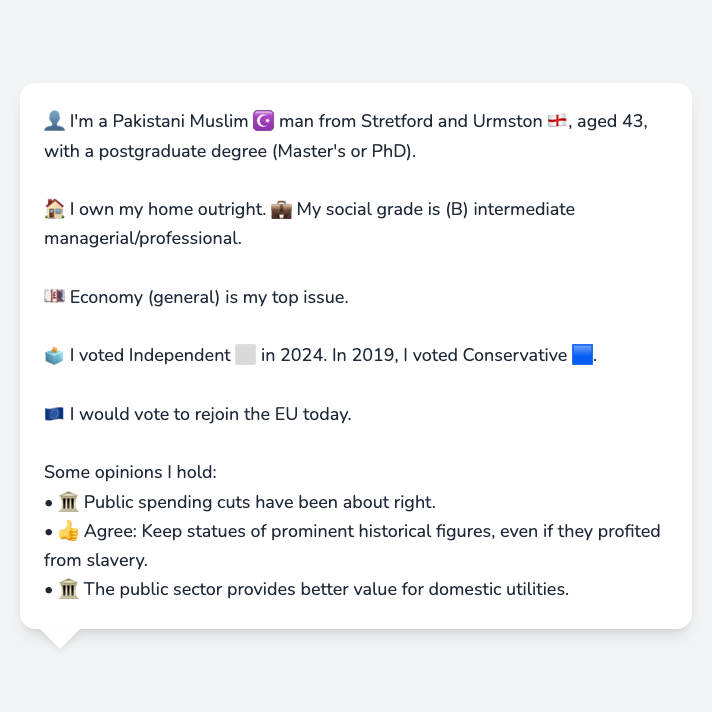 👤 I'm a Pakistani Muslim ☪️ man from Stretford and Urmston 🏴󠁧󠁢󠁥󠁮󠁧󠁿, aged 43,
with a postgraduate degree (Master's or PhD).
🏠 I own my home outright. 💼 My social grade is (B) intermediate
managerial/professional.
💷 Economy (general) is my top issue.
🗳️ I voted Independent ⬜ in 2024. In 2019, I voted Conservative 🟦.
🇪🇺 I would vote to rejoin the EU today.
Some opinions I hold:
• 🏛️ Public spending cuts have been about right.
• 👍 Agree: Keep statues of prominent historical figures, even if they profited
from slavery.
• 🏛️ The public sector provides better value for domestic utilities.